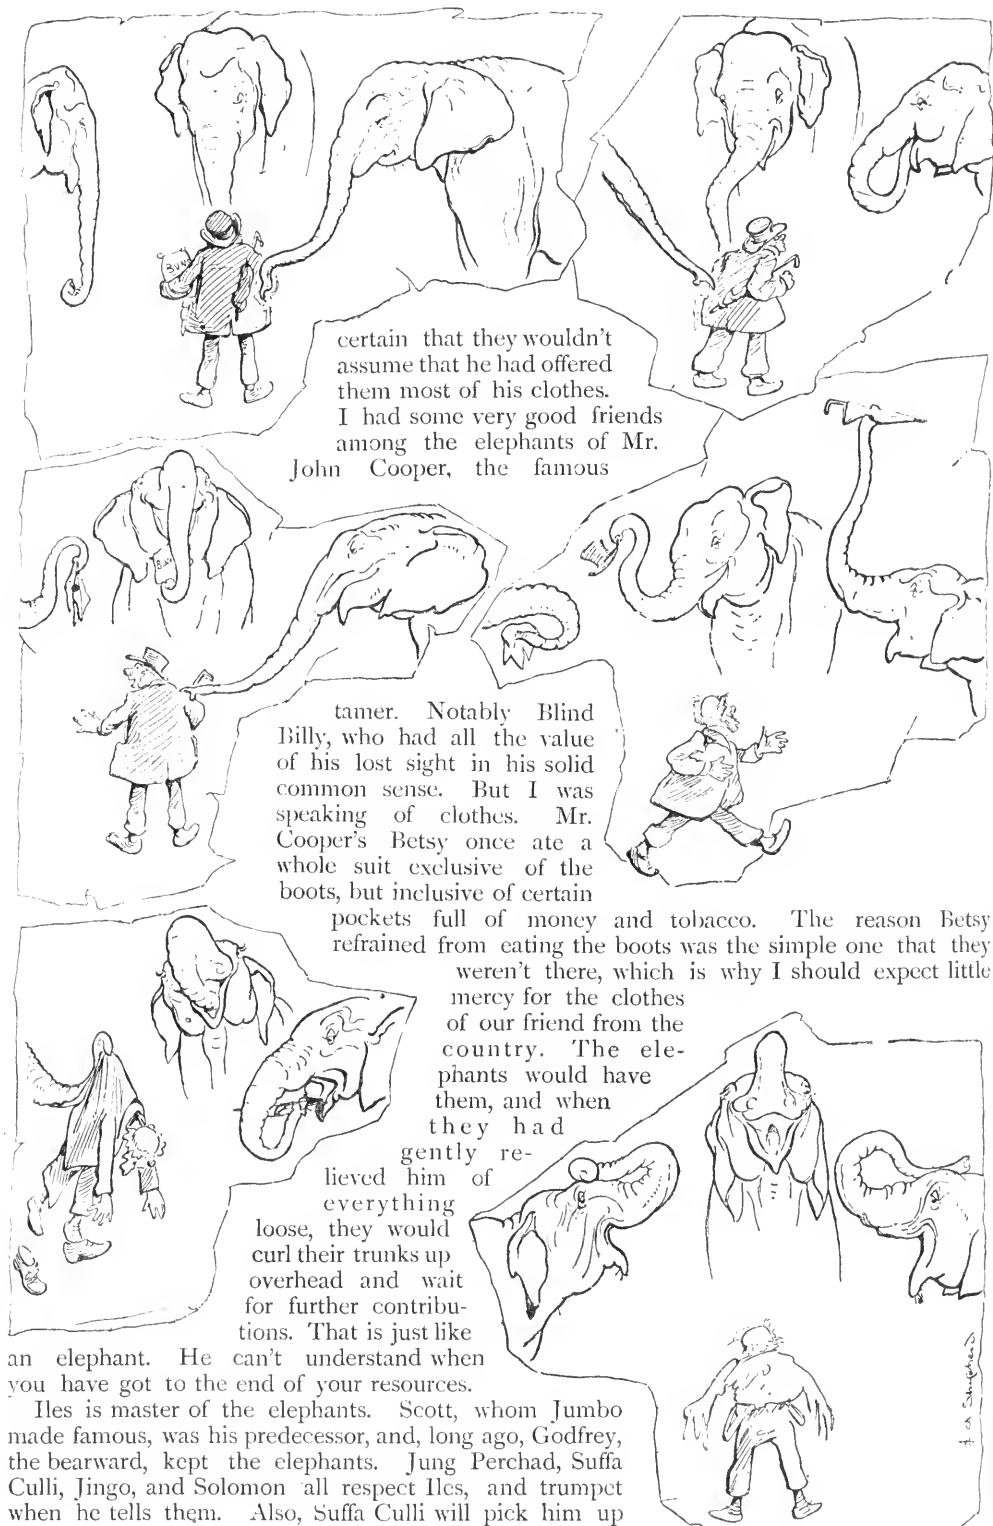 BUNS
certain that they wouldn't
assume that he had offered
them most of his clothes.
I had some very good friends
among the elephants of Mr.
John Cooper, the famous
tamer. Notably Blind
Billy, who had all the value
of his lost sight in his solid
common sense. But I was
speaking of clothes. Mr.
Cooper's Betsy once ate a
whole suit exclusive of the
boots, but inclusive of certain
pockets full of money and tobacco. The reason Betsy
refrained from eating the boots was the simple one that they
weren't there, which is why I should expect little
mercy for the clothes
of our friend from the
country. The ele-
phants would have
them, and when
they had
gently re-
lieved him of
everything
loose, they would
curl their trunks up
overhead and wait
for further contribu-
tions. That is just like
an elephant. He can't understand when
you have got to the end of your resources.
Iles is master of the elephants. Scott, whom Jumbo
made famous, was his predecessor, and, long ago, Godfrey,
the bearward, kept the elephants. Jung Perchad, Suffa
Culli, Jingo, and Solomon all respect Iles, and trumpet
when he tells them. Also, Suffa Culli will pick him up
Shepherd